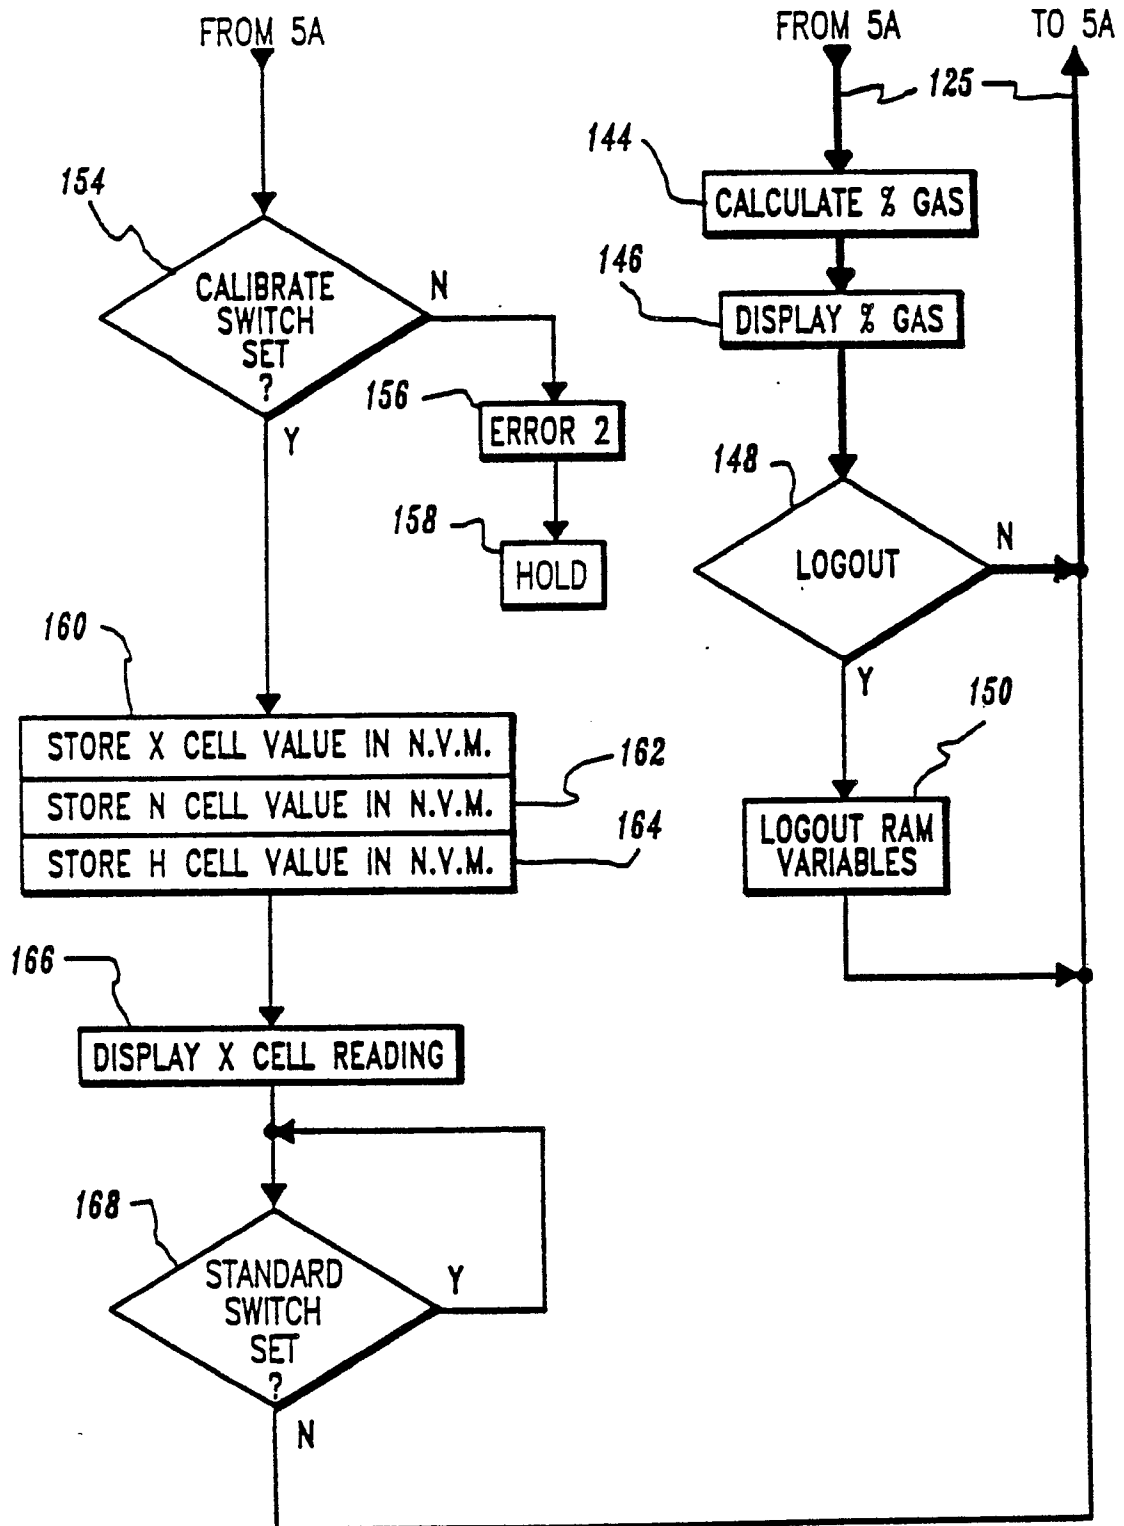 FROM 5A
154
CALIBRATE
SWITCH
SET
?
N
Y
156
ERROR 2
158
HOLD
160
STORE X CELL VALUE IN N.V.M.
STORE N CELL VALUE IN N.V.M.
162
STORE H CELL VALUE IN N.V.M.
164
166
DISPLAY X CELL READING
168
STANDARD
SWITCH
SET
?
Y
N
FROM 5A
TO 5A
125
144
CALCULATE % GAS
146
DISPLAY % GAS
148
LOGOUT
N
Y
150
LOGOUT RAM
VARIABLES